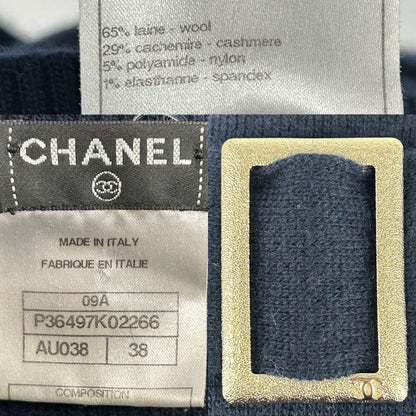 65% laine - wool
29% cachemire - cashmere
5% polyamide - nylon
1% elasthanne - spandex
CHANEL
MADE IN ITALY
FABRIQUE EN ITALIE
09A
P36497K02266
AU038 38
COMPOSITION